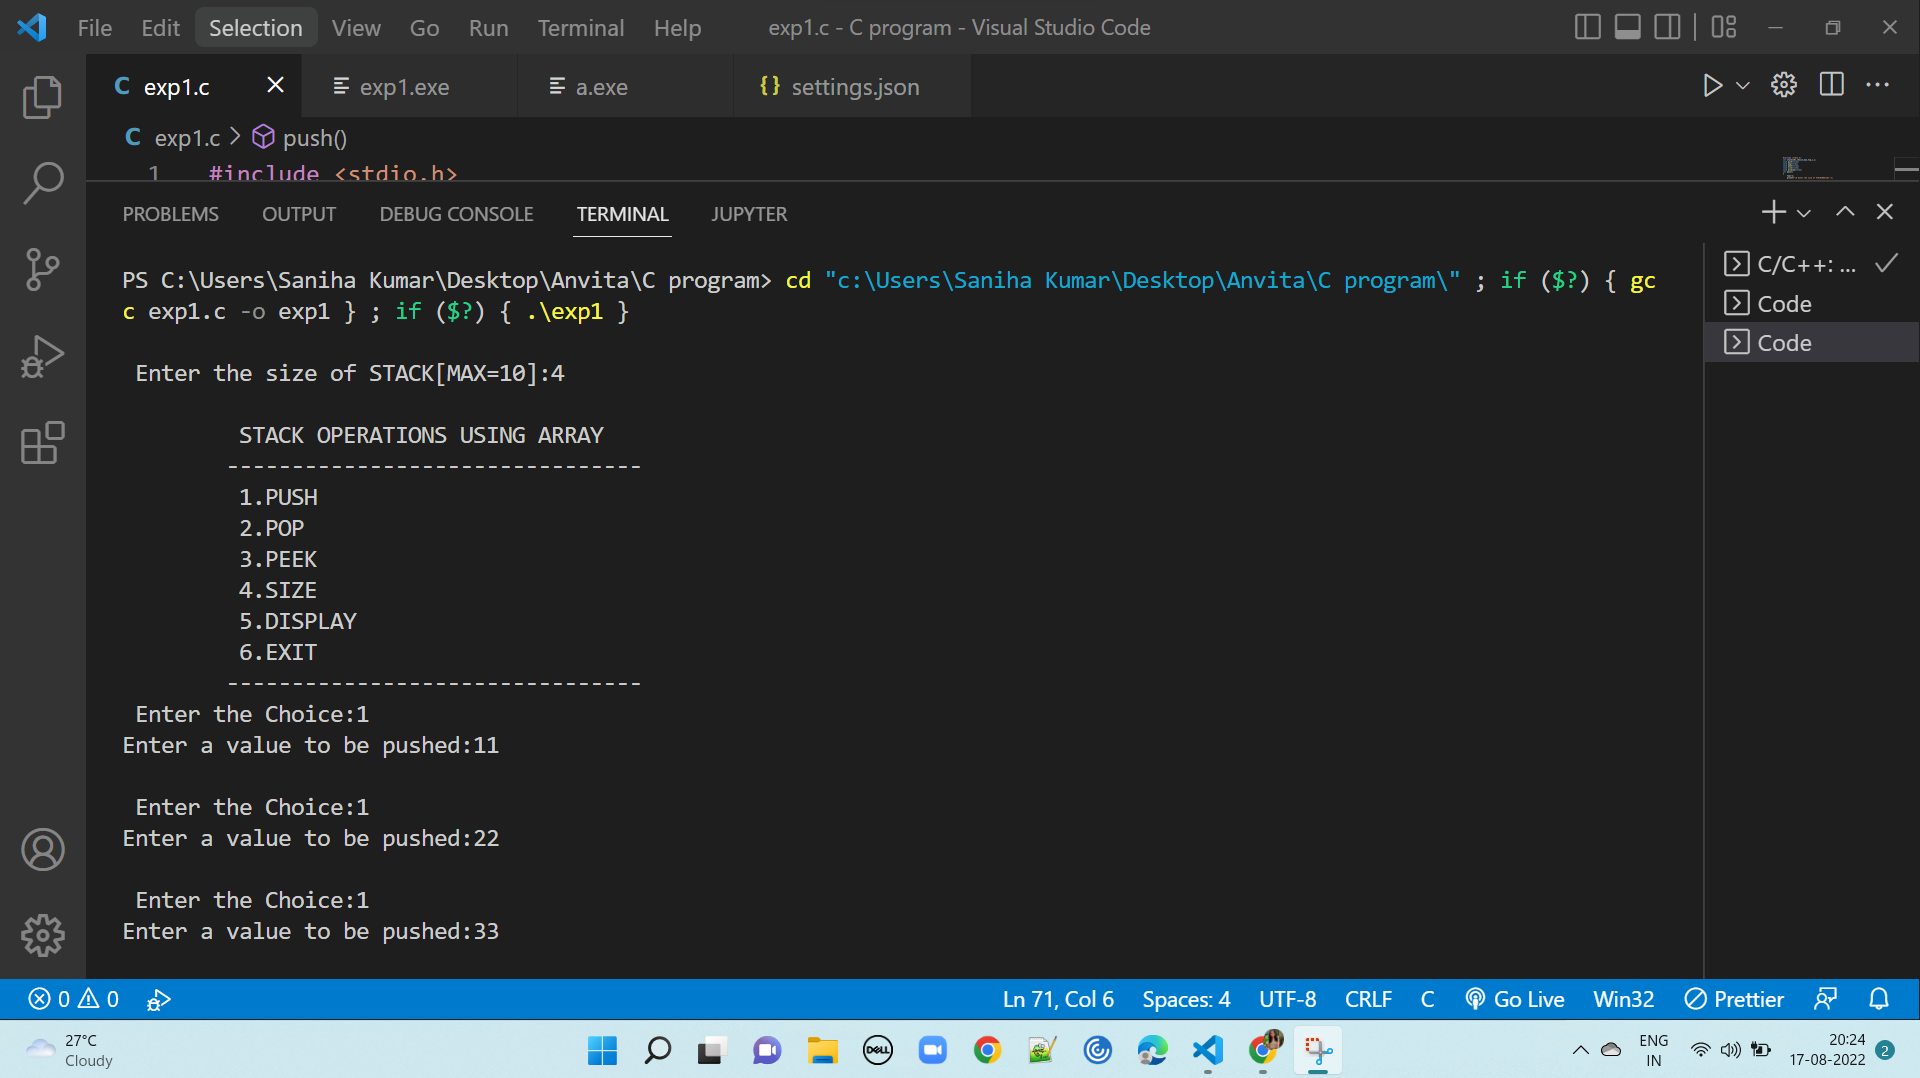 File Edit Selection View Go Run Terminal Help exp1.c - C program - Visual Studio Code
C exp1.c exp1.exe a.exe {} settings.json
C exp1.c > push()
1 #include <stdio.h>
PROBLEMS OUTPUT DEBUG CONSOLE TERMINAL JUPYTER
PS C:\Users\Saniha Kumar\Desktop\Anvita\C program> cd "c:\Users\Saniha Kumar\Desktop\Anvita\C program\" ; if ($?) { gc
c exp1.c -o exp1 } ; if ($?) { .\exp1 }
Enter the size of STACK[MAX=10]:4
STACK OPERATIONS USING ARRAY
--------------------------------
1.PUSH
2.POP
3.PEEK
4.SIZE
5.DISPLAY
6.EXIT
--------------------------------
Enter the Choice:1
Enter a value to be pushed:11
Enter the Choice:1
Enter a value to be pushed:22
Enter the Choice:1
Enter a value to be pushed:33
C/C++: ...
Code
Code
0 0 Ln 71, Col 6 Spaces: 4 UTF-8 CRLF C Go Live Win32 Prettier
27°C
Cloudy
DELL
ENG
IN
20:24
17-08-2022
2